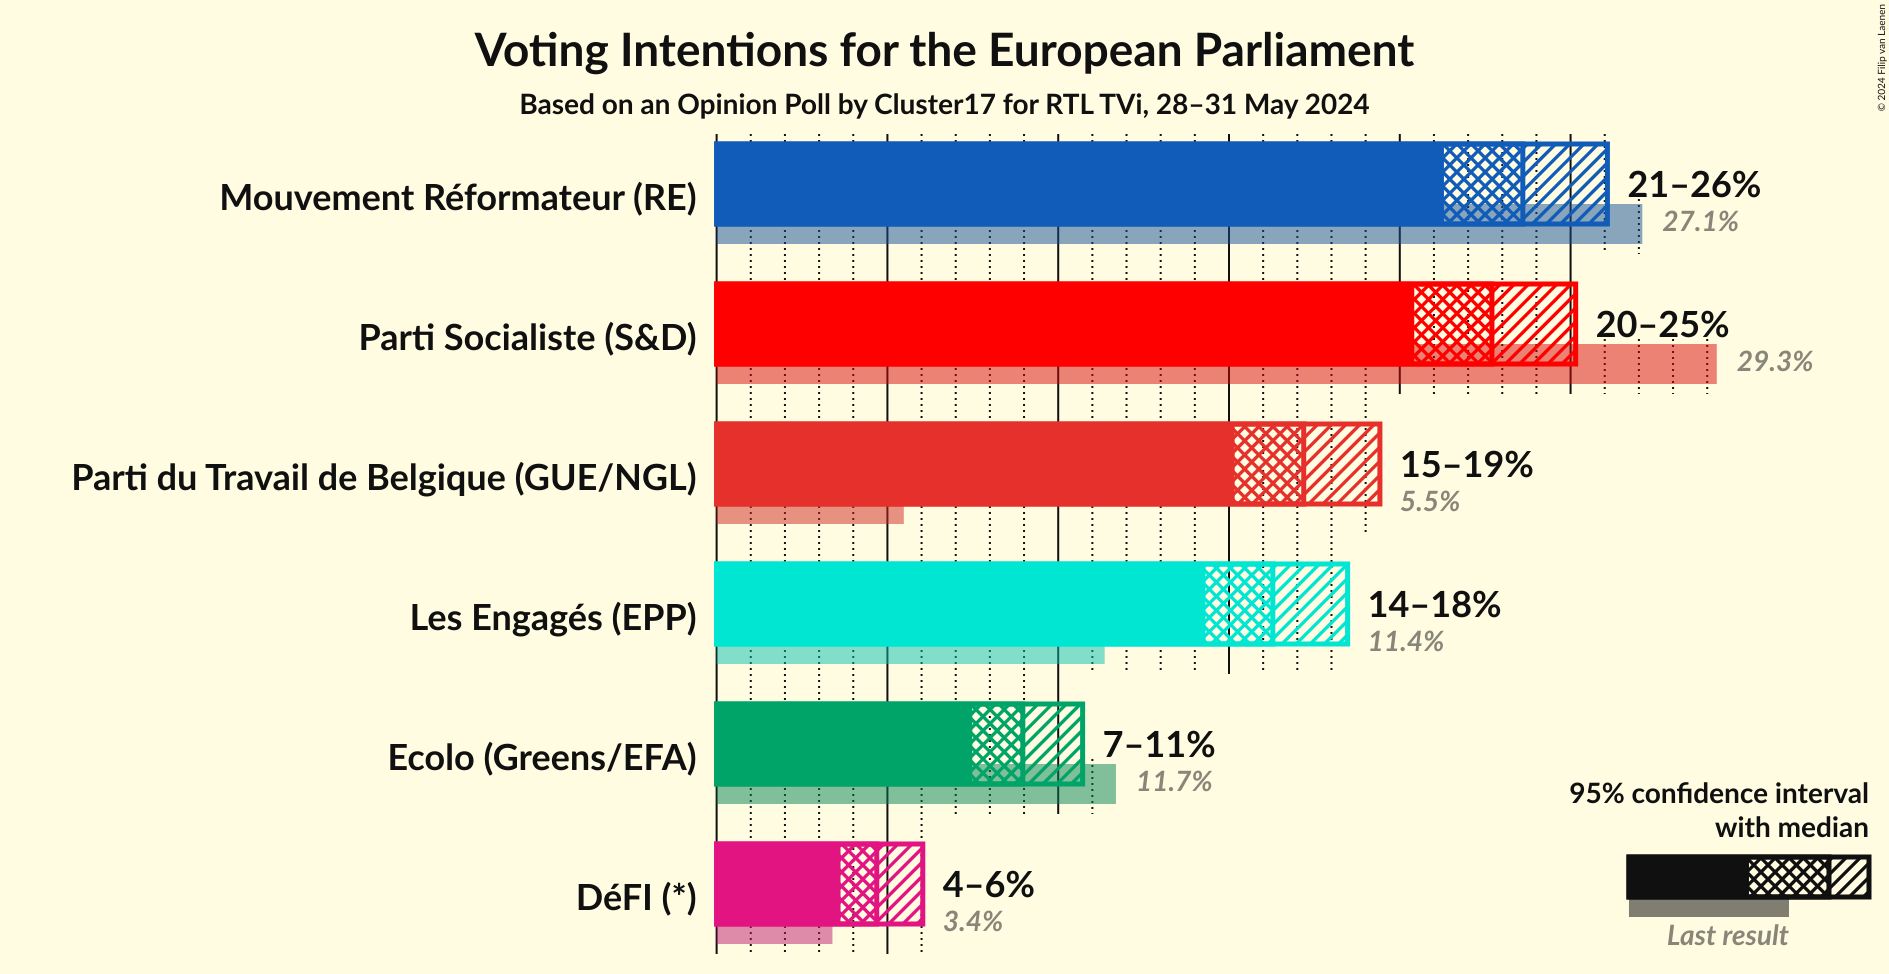 Voting Intentions for the European Parliament
Based on an Opinion Poll by Cluster17 for RTL TVi, 28–31 May 2024
© 2024 Filip van Laenen
Mouvement Réformateur (RE)
21–26%
27.1%
Parti Socialiste (S&D)
20–25%
29.3%
Parti du Travail de Belgique (GUE/NGL)
15–19%
5.5%
Les Engagés (EPP)
14–18%
11.4%
Ecolo (Greens/EFA)
7–11%
11.7%
DéFI (*)
4–6%
3.4%
95% confidence interval
with median
Last result